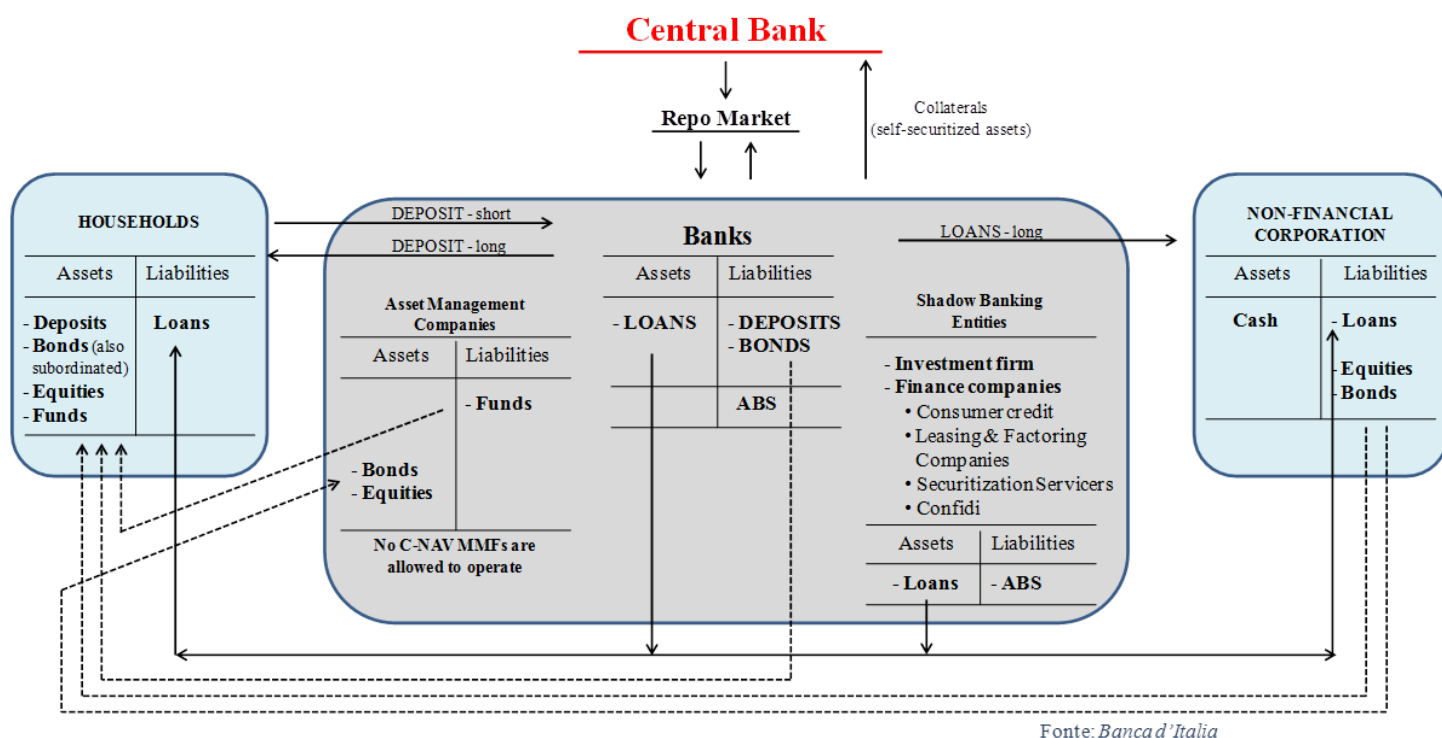 Central Bank
Repo Market
Collaterals
(self-securitized assets)
HOUSEHOLDS
Assets Liabilities
- Deposits
- Bonds (also
subordinated)
- Equities
- Funds
Loans
DEPOSIT - short
DEPOSIT - long
Banks
Assets Liabilities
- LOANS
- DEPOSITS
- BONDS
ABS
LOANS - long
Asset Management
Companies
Assets Liabilities
- Funds
- Bonds
- Equities
No C-NAV MMFs are
allowed to operate
Shadow Banking
Entities
- Investment firm
- Finance companies
• Consumer credit
• Leasing & Factoring
Companies
• Securitization Servicers
• Confidi
Assets Liabilities
- Loans - ABS
NON-FINANCIAL
CORPORATION
Assets Liabilities
Cash
- Loans
- Equities
- Bonds
Fonte: Banca d'Italia